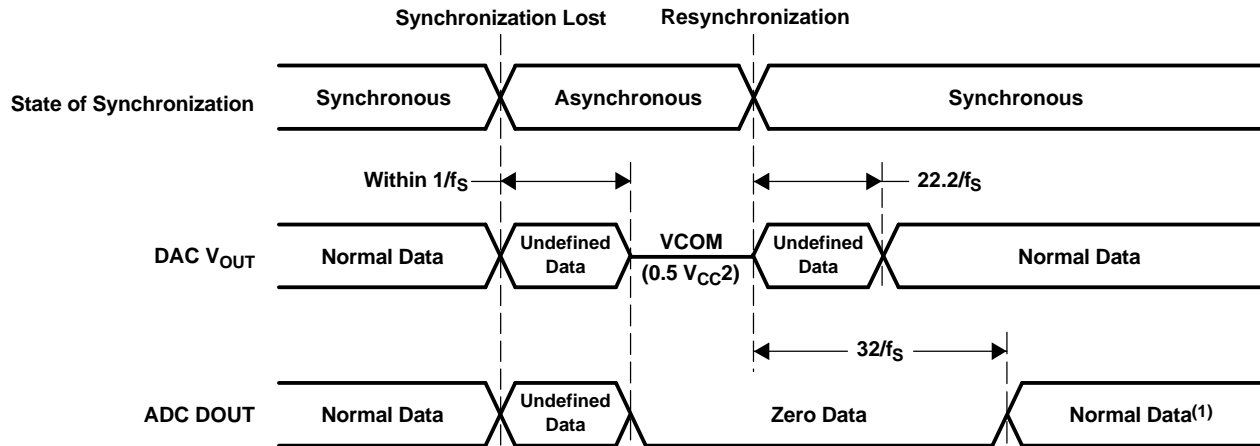 Synchronization Lost Resynchronization
State of Synchronization Synchronous Asynchronous Synchronous
Within 1/fS 22.2/fS
DAC VOUT Normal Data Undefined Data VCOM (0.5 VCC2) Undefined Data Normal Data
32/fS
ADC DOUT Normal Data Undefined Data Zero Data Normal Data(1)